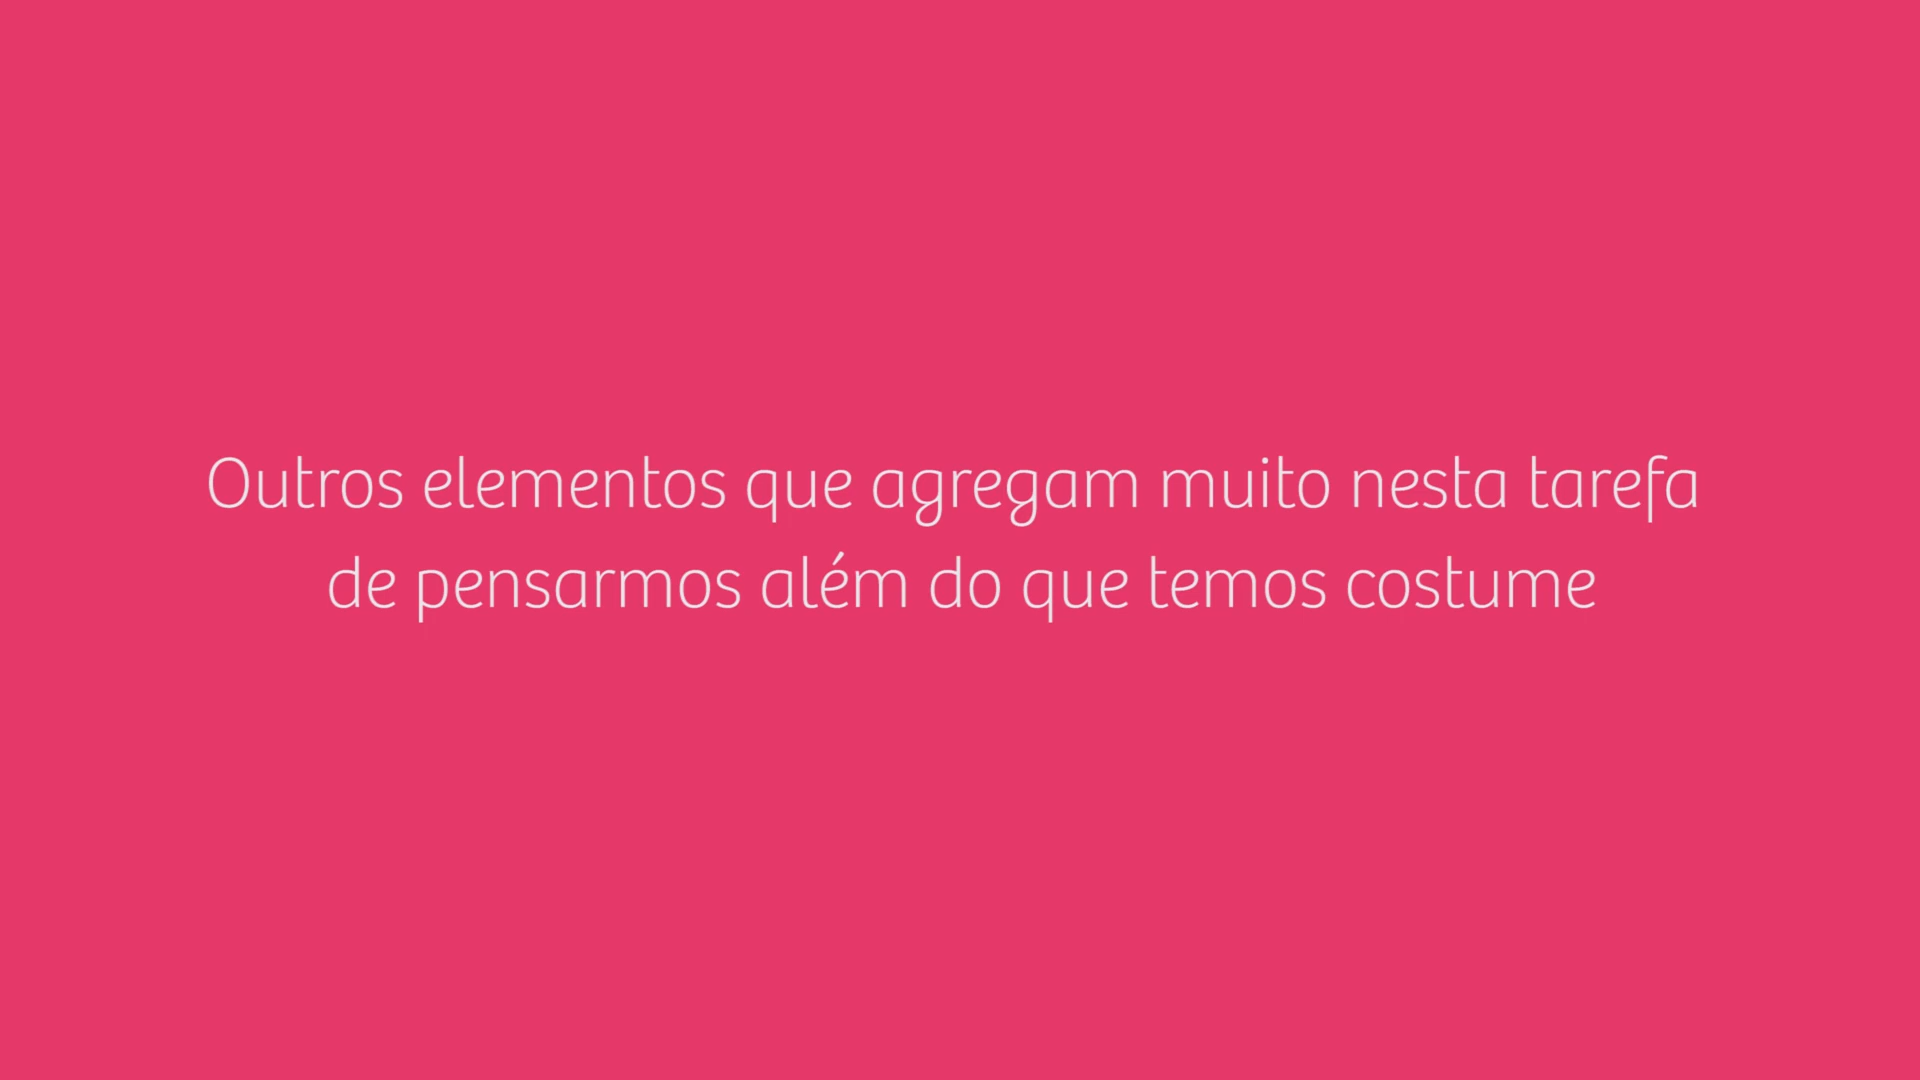 Outros elementos que agregam muito nesta tarefa
de pensarmos além do que temos costume